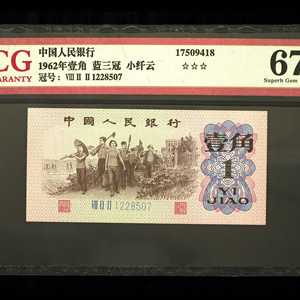 CG
ARRANTY
中国人民银行
1962年壹角 蓝三冠 小纤云
冠号：VIII II II 1228507
17509418
☆☆☆
67
Superb Gem
中國人民銀行
VIII II II 1228507
壹角
1
YI
JIAO